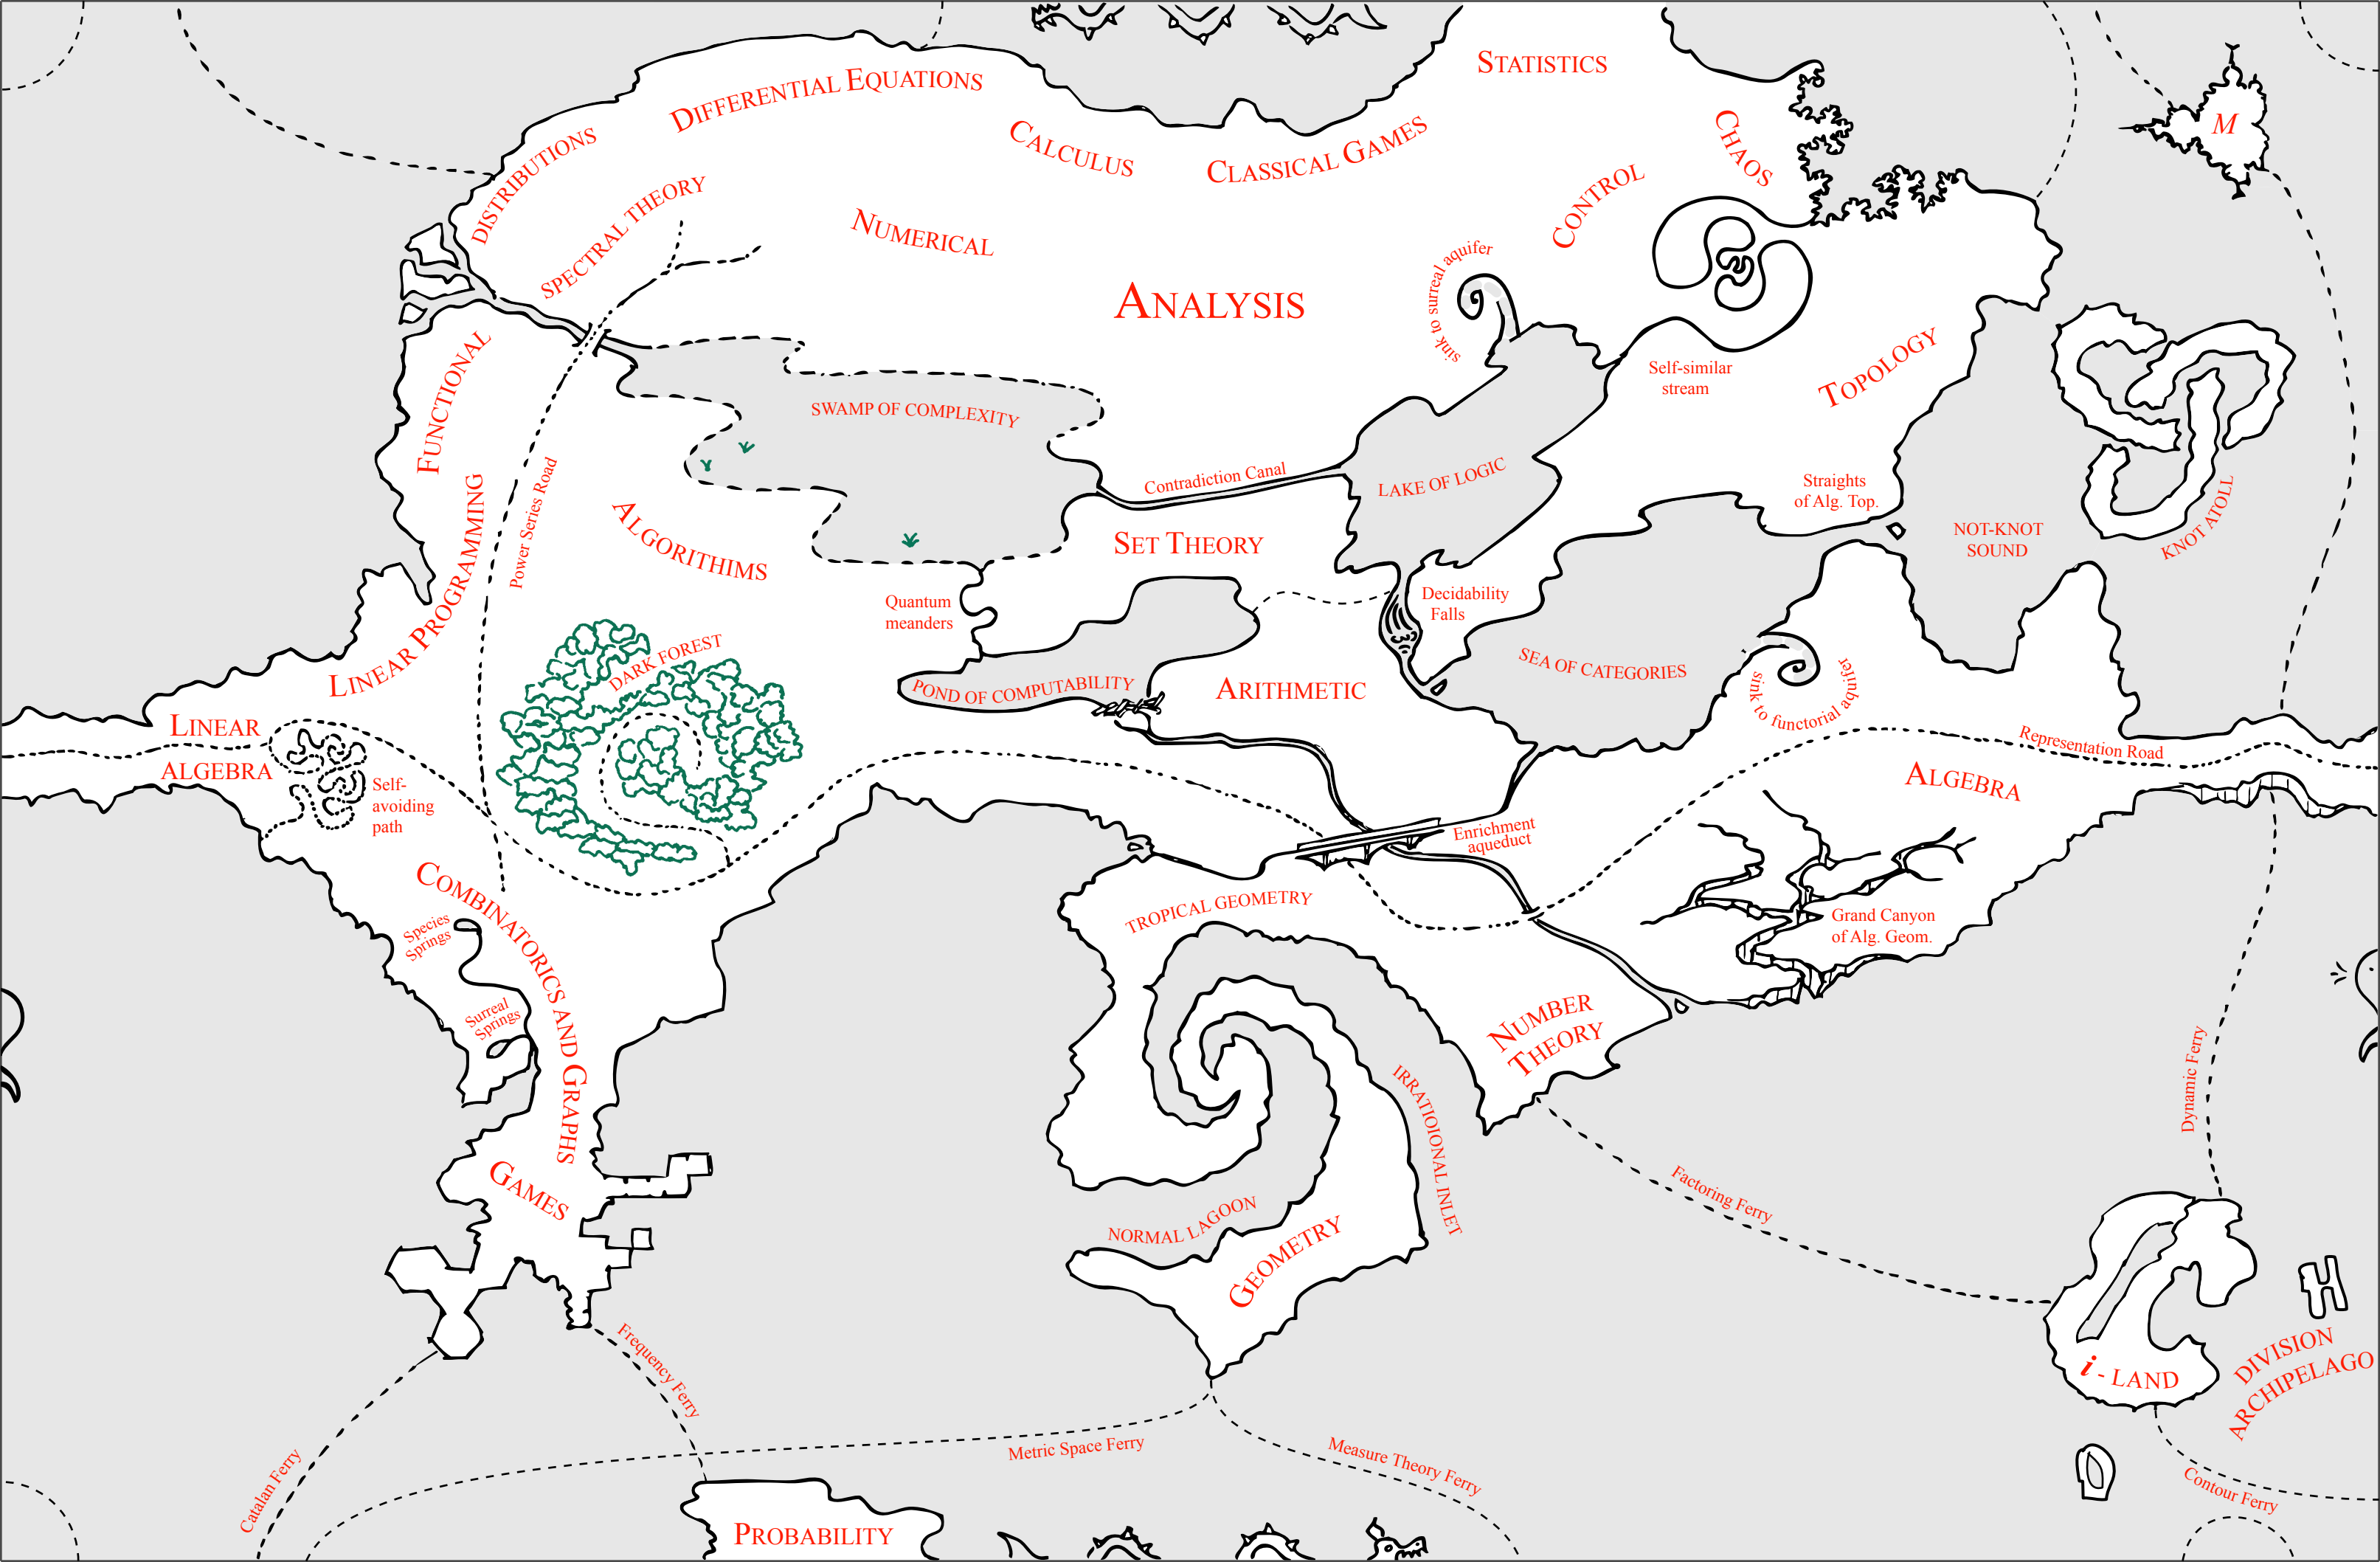 STATISTICS
DIFFERENTIAL EQUATIONS
CALCULUS
CLASSICAL GAMES
CHAOS
M
DISTRIBUTIONS
SPECTRAL THEORY
NUMERICAL
CONTROL
sink to surreal aquifer
ANALYSIS
FUNCTIONAL
Self-similar
stream
TOPOLOGY
SWAMP OF COMPLEXITY
Contradiction Canal
LAKE OF LOGIC
Straights
of Alg. Top.
NOT-KNOT
SOUND
KNOT ATOLL
LINEAR PROGRAMMING
Power Series Road
ALGORITHIMS
SET THEORY
Quantum
meanders
Decidability
Falls
DARK FOREST
POND OF COMPUTABILITY
ARITHMETIC
SEA OF CATEGORIES
sink to functorial aquifer
LINEAR
ALGEBRA
Representation Road
ALGEBRA
Self-
avoiding
path
Enrichment
aqueduct
COMBINATORICS AND GRAPHS
Species
Springs
TROPICAL GEOMETRY
Grand Canyon
of Alg. Geom.
Surreal
Springs
NUMBER
THEORY
IRRATIOIONAL INLET
Dynamic Ferry
GAMES
NORMAL LAGOON
GEOMETRY
Factoring Ferry
i - LAND
DIVISION
ARCHIPELAGO
Frequency Ferry
Catalan Ferry
Metric Space Ferry
Measure Theory Ferry
Contour Ferry
PROBABILITY